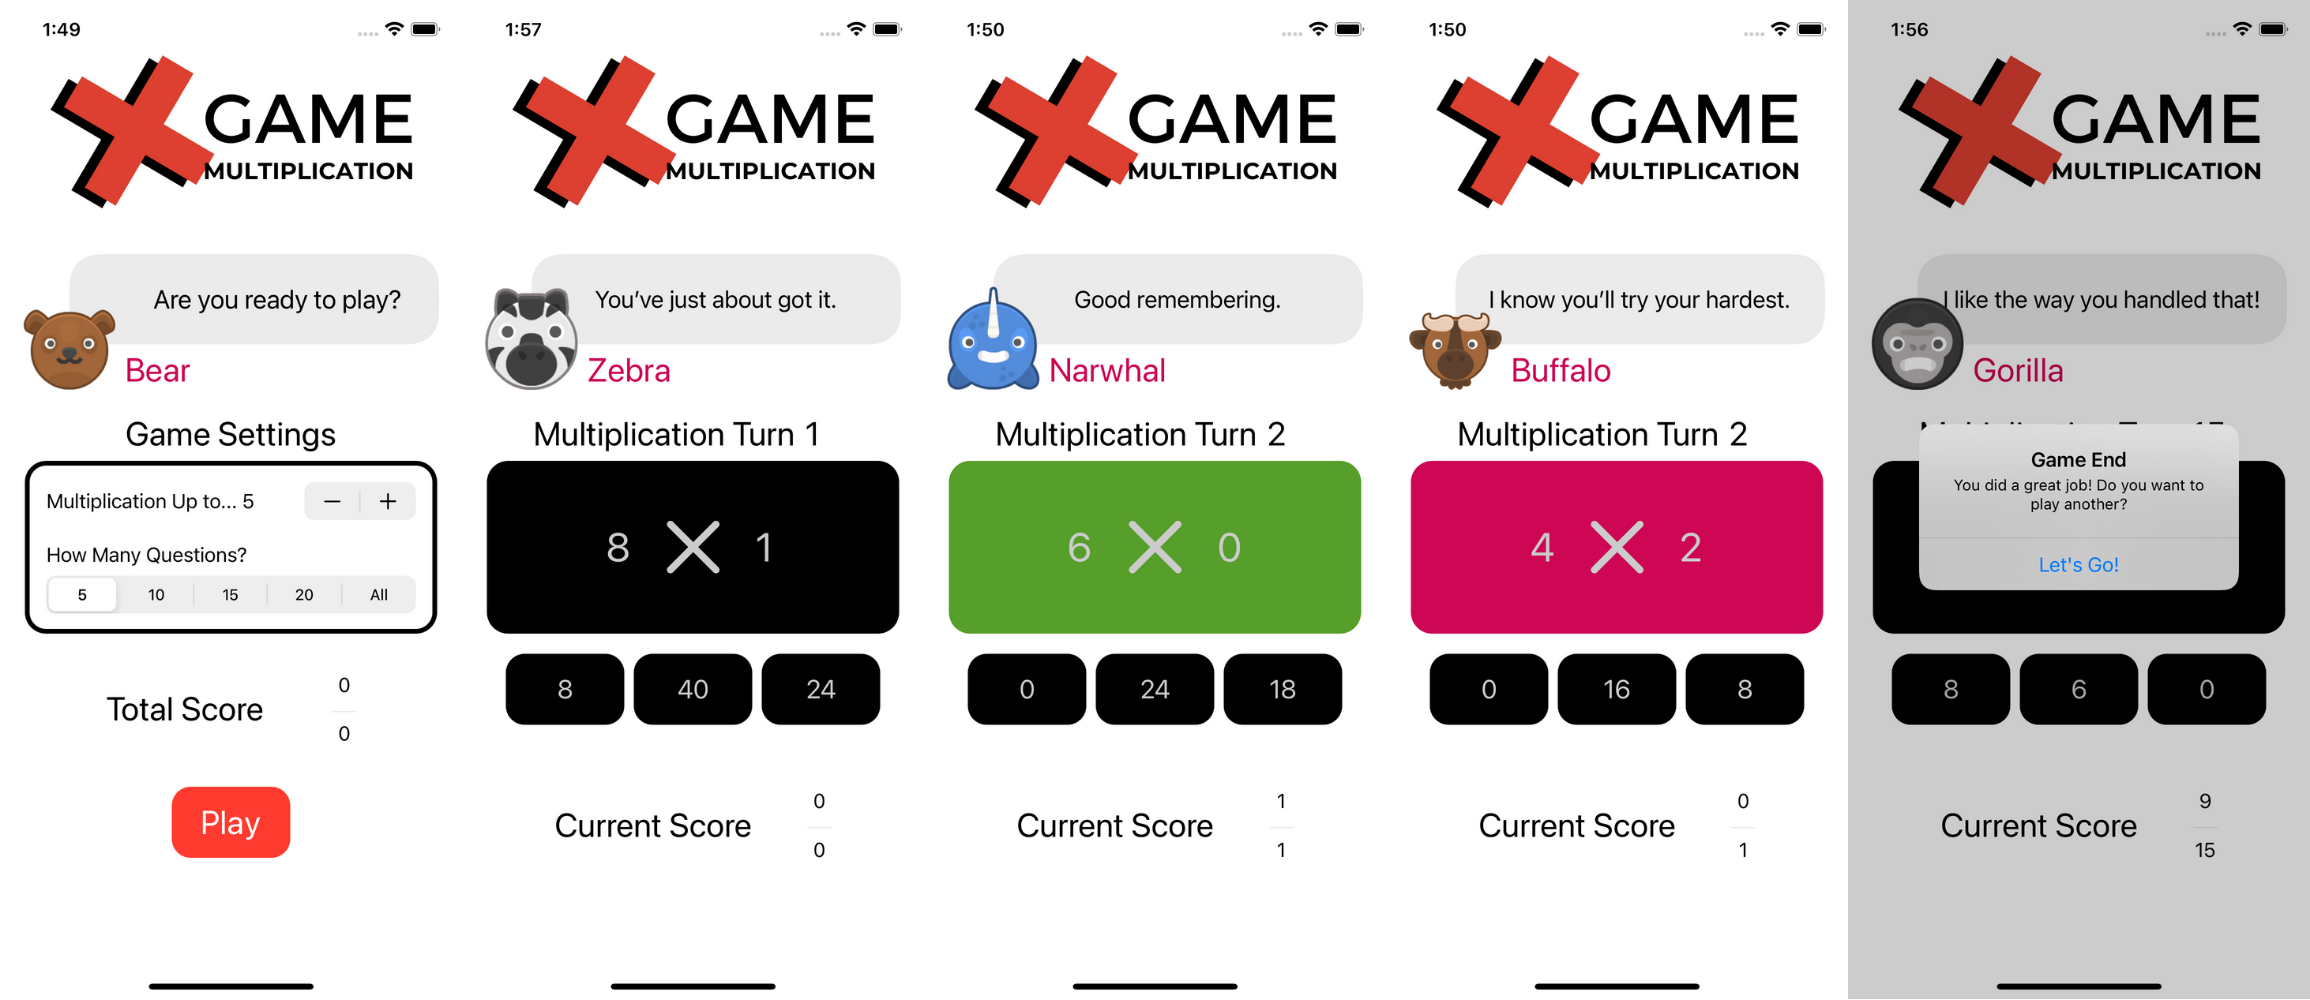 1:49
GAME
MULTIPLICATION
Are you ready to play?
Bear
Game Settings
Multiplication Up to... 5
− +
How Many Questions?
5 10 15 20 All
Total Score
0
0
Play
1:57
GAME
MULTIPLICATION
You've just about got it.
Zebra
Multiplication Turn 1
8 × 1
8 40 24
Current Score
0
0
1:50
GAME
MULTIPLICATION
Good remembering.
Narwhal
Multiplication Turn 2
6 × 0
0 24 18
Current Score
1
1
1:50
GAME
MULTIPLICATION
I know you'll try your hardest.
Buffalo
Multiplication Turn 2
4 × 2
0 16 8
Current Score
0
1
1:56
GAME
MULTIPLICATION
I like the way you handled that!
Gorilla
Game End
You did a great job! Do you want to
play another?
Let's Go!
8 6 0
Current Score
9
15